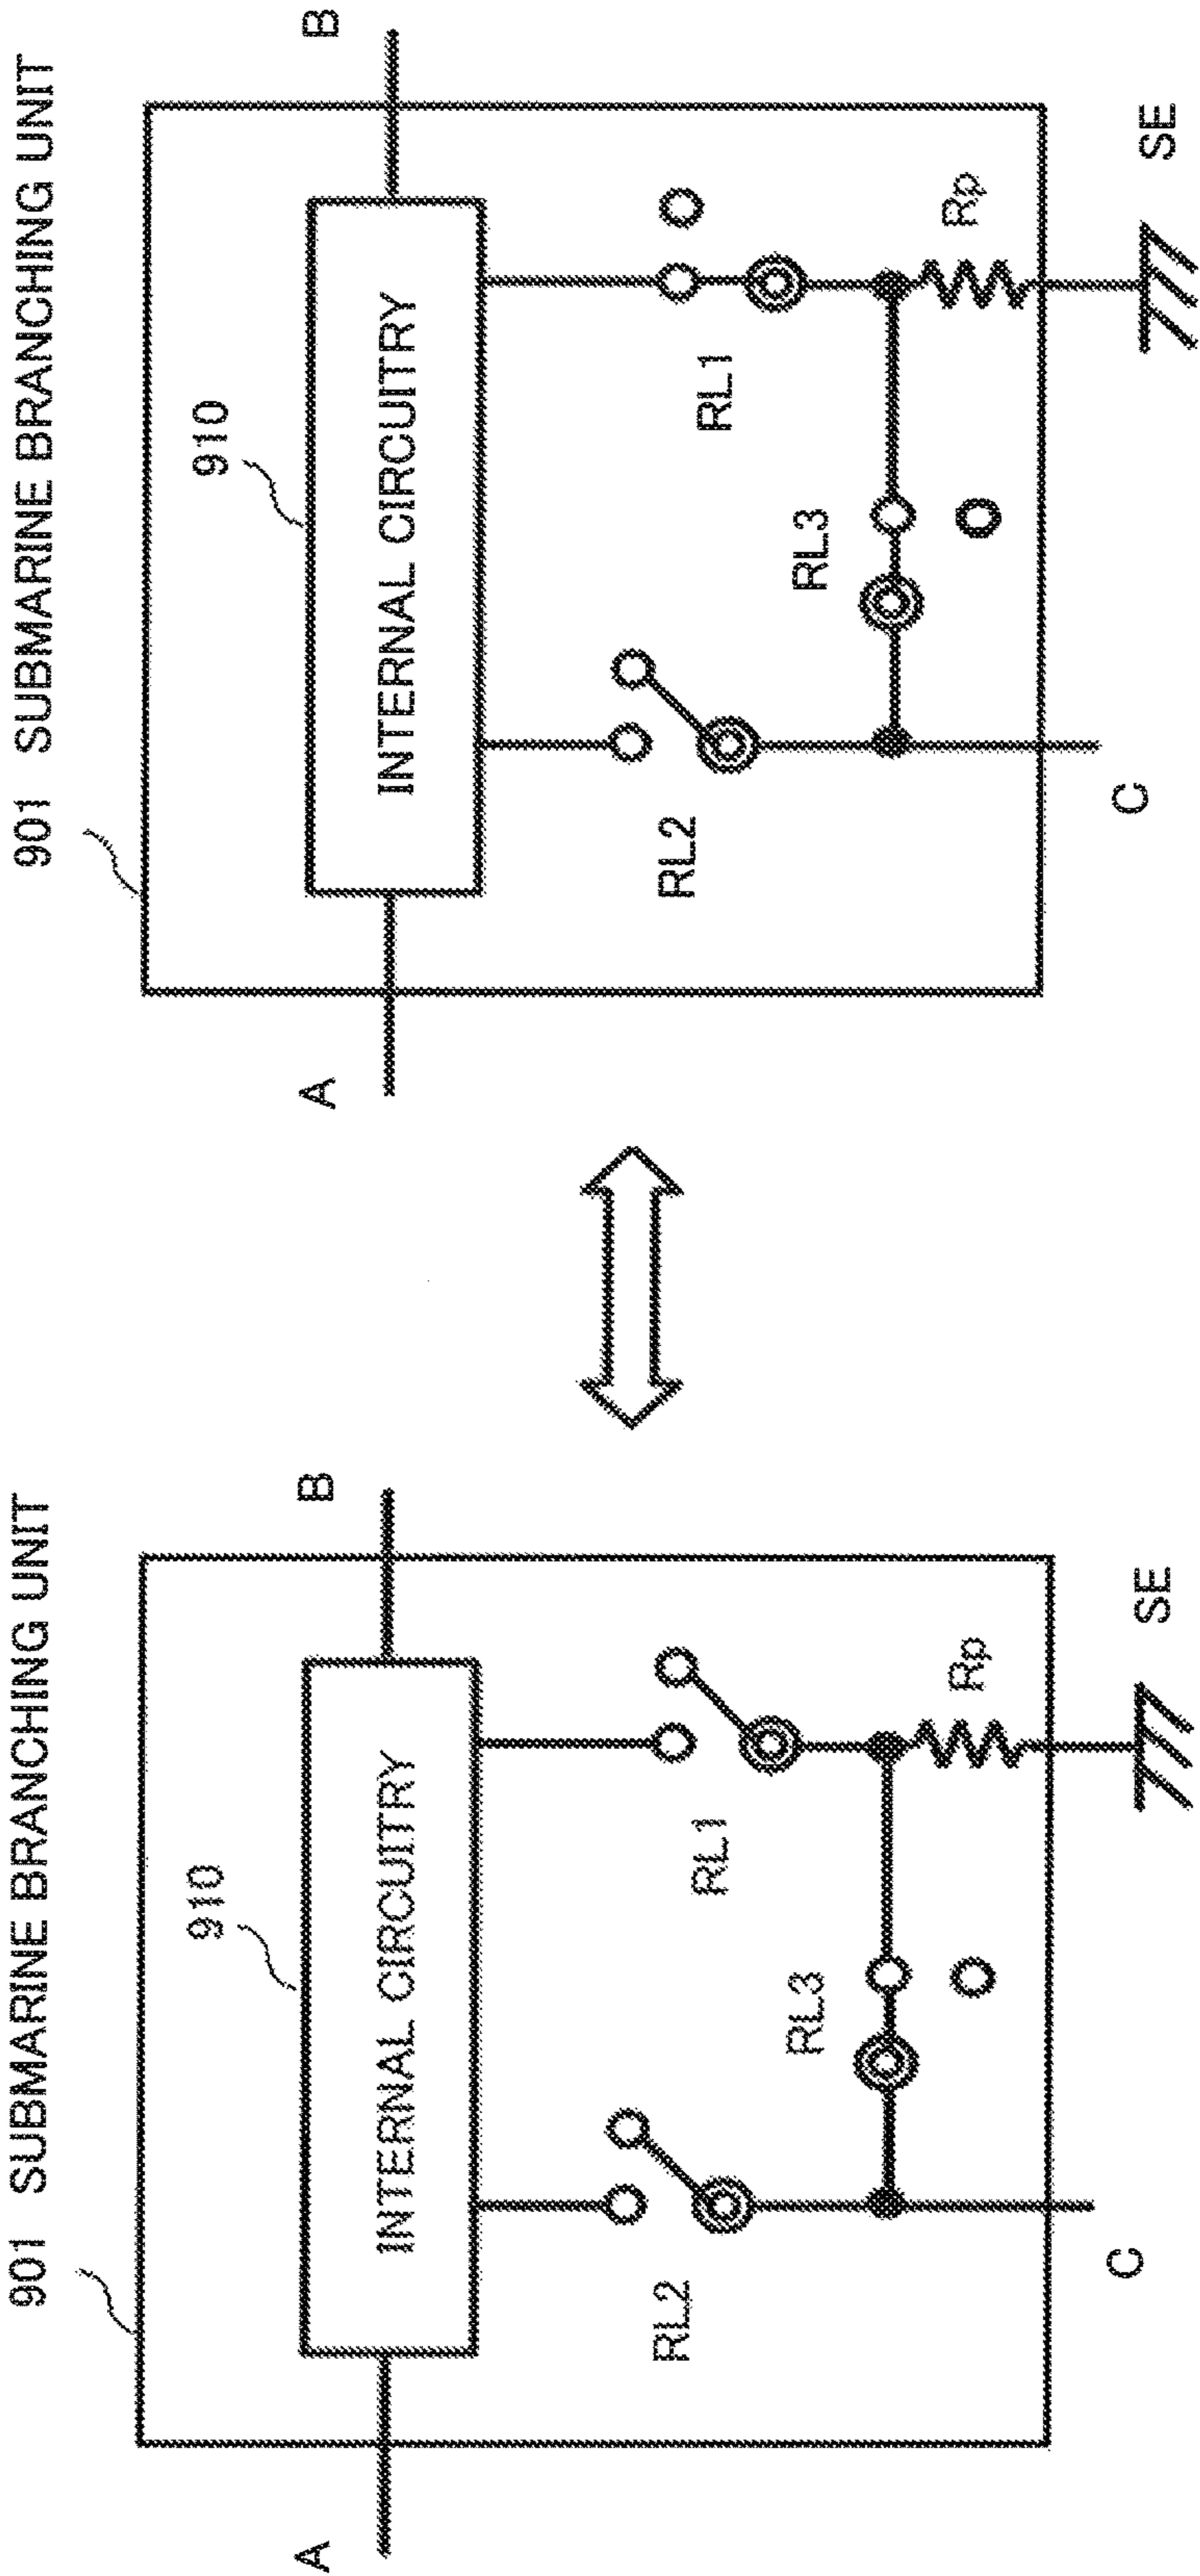 901 SUBMARINE BRANCHING UNIT
910
A
B
INTERNAL CIRCUITRY
RL2
RL1
RL3
Rp
C
SE
901 SUBMARINE BRANCHING UNIT
910
A
B
INTERNAL CIRCUITRY
RL2
RL1
RL3
Rp
C
SE